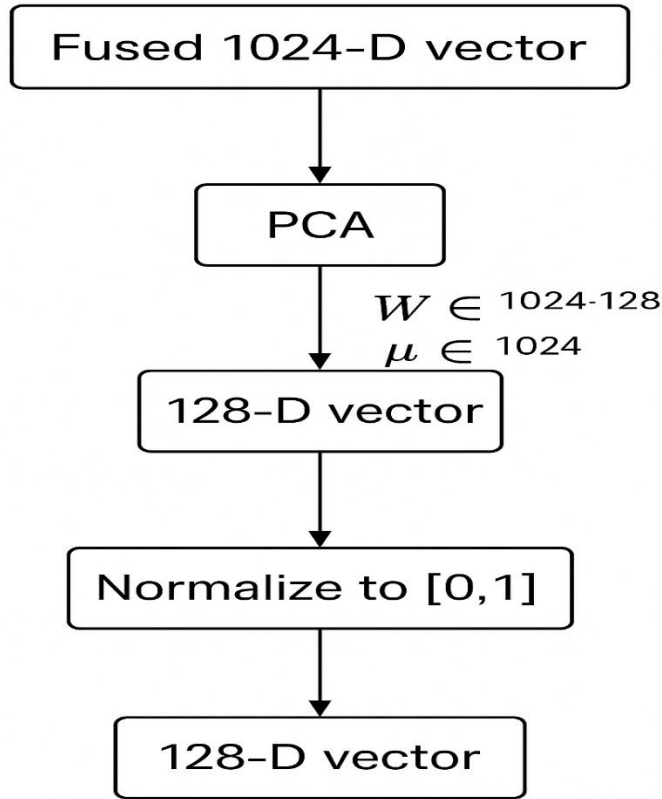 Fused 1024-D vector
PCA
W ∈ 1024-128
μ ∈ 1024
128-D vector
Normalize to [0,1]
128-D vector